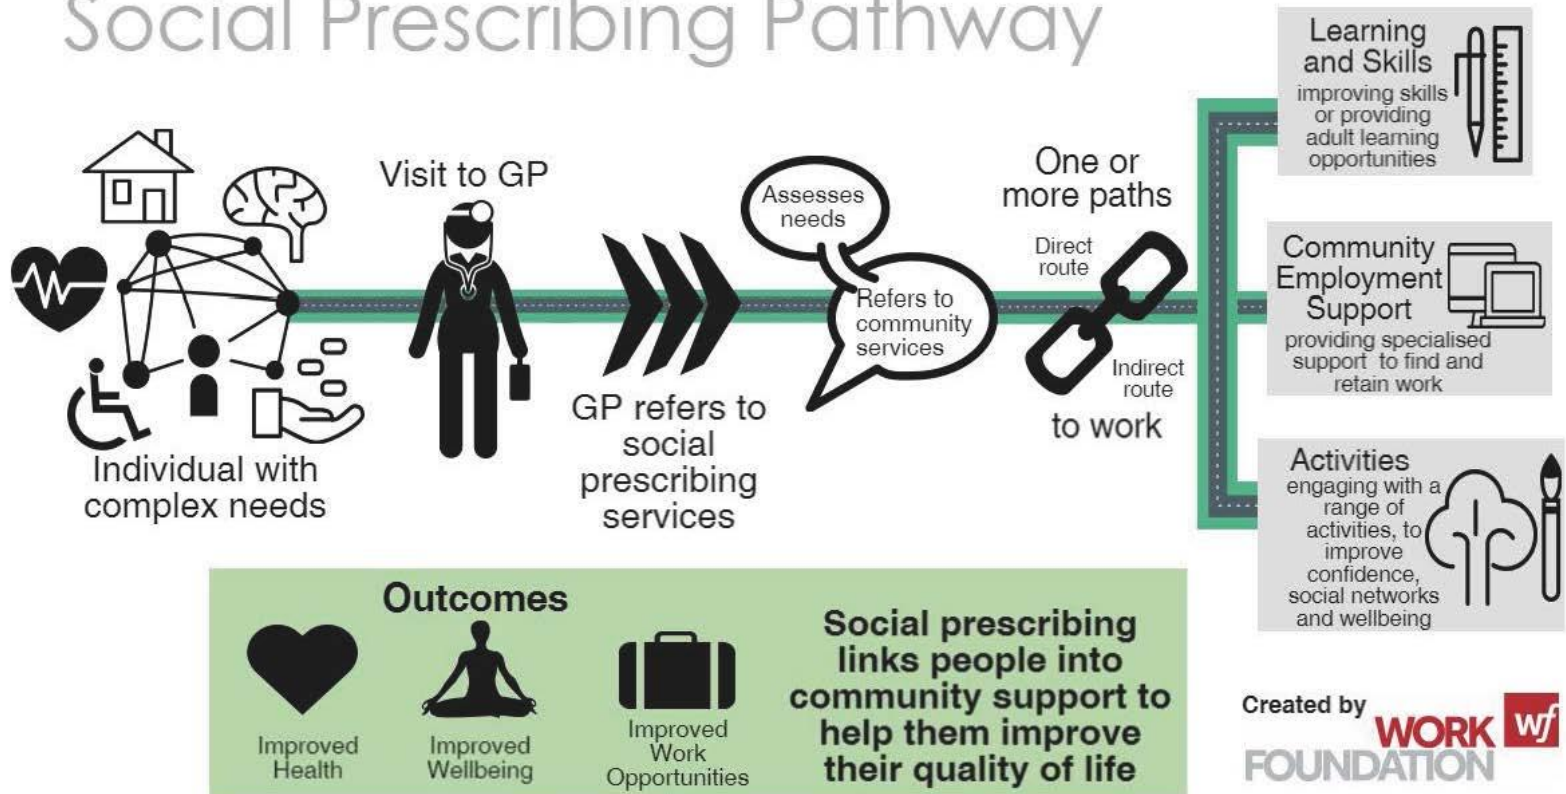 Social Prescribing Pathway
Individual with
complex needs
Visit to GP
GP refers to
social
prescribing
services
Assesses
needs
Refers to
community
services
One or
more paths
Direct
route
Indirect
route
to work
Learning
and Skills
improving skills
or providing
adult learning
opportunities
Community
Employment
Support
providing specialised
support to find and
retain work
Activities
engaging with a
range of
activities, to
improve
confidence,
social networks
and wellbeing
Outcomes
Improved
Health
Improved
Wellbeing
Improved
Work
Opportunities
Social prescribing
links people into
community support to
help them improve
their quality of life
Created by
WORK
FOUNDATION
wf